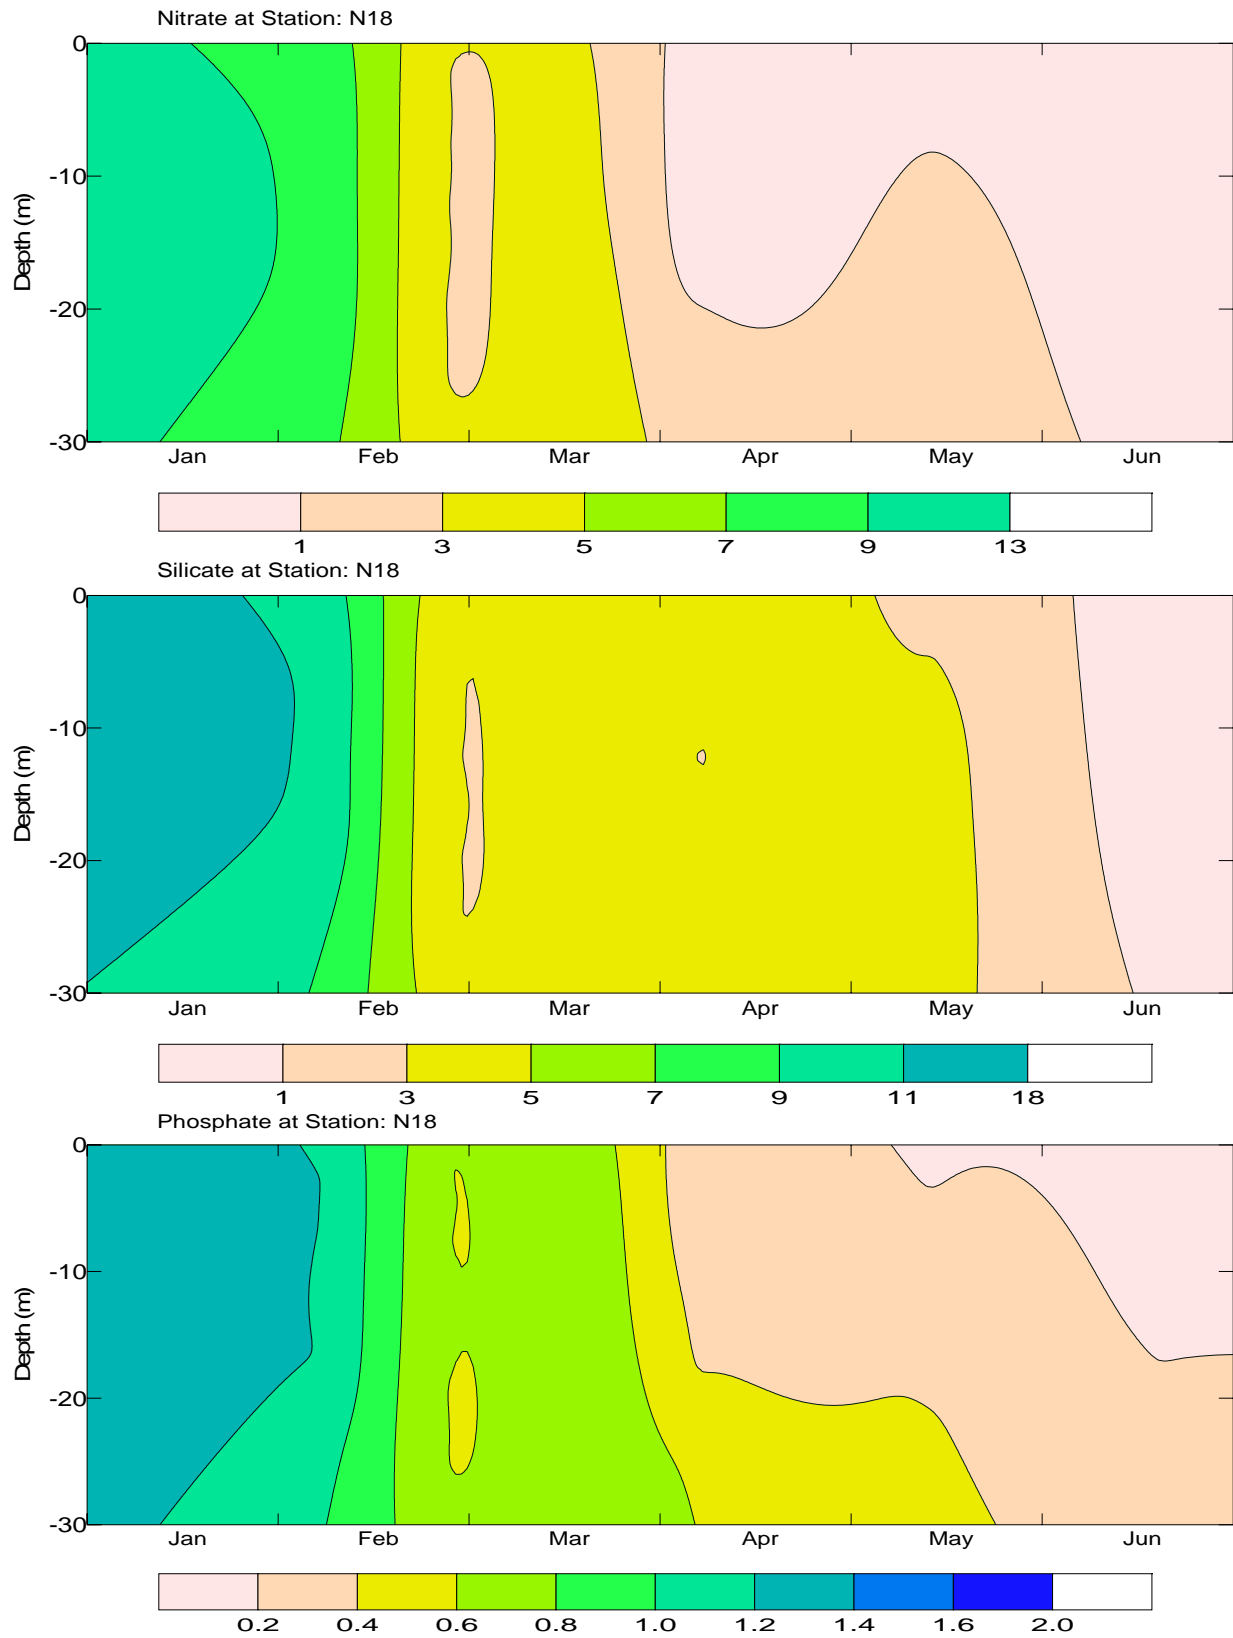 Nitrate at Station: N18
0
-10
-20
-30
Depth (m)
Jan Feb Mar Apr May Jun
1 3 5 7 9 13
Silicate at Station: N18
0
-10
-20
-30
Depth (m)
Jan Feb Mar Apr May Jun
1 3 5 7 9 11 18
Phosphate at Station: N18
0
-10
-20
-30
Depth (m)
Jan Feb Mar Apr May Jun
0.2 0.4 0.6 0.8 1.0 1.2 1.4 1.6 2.0